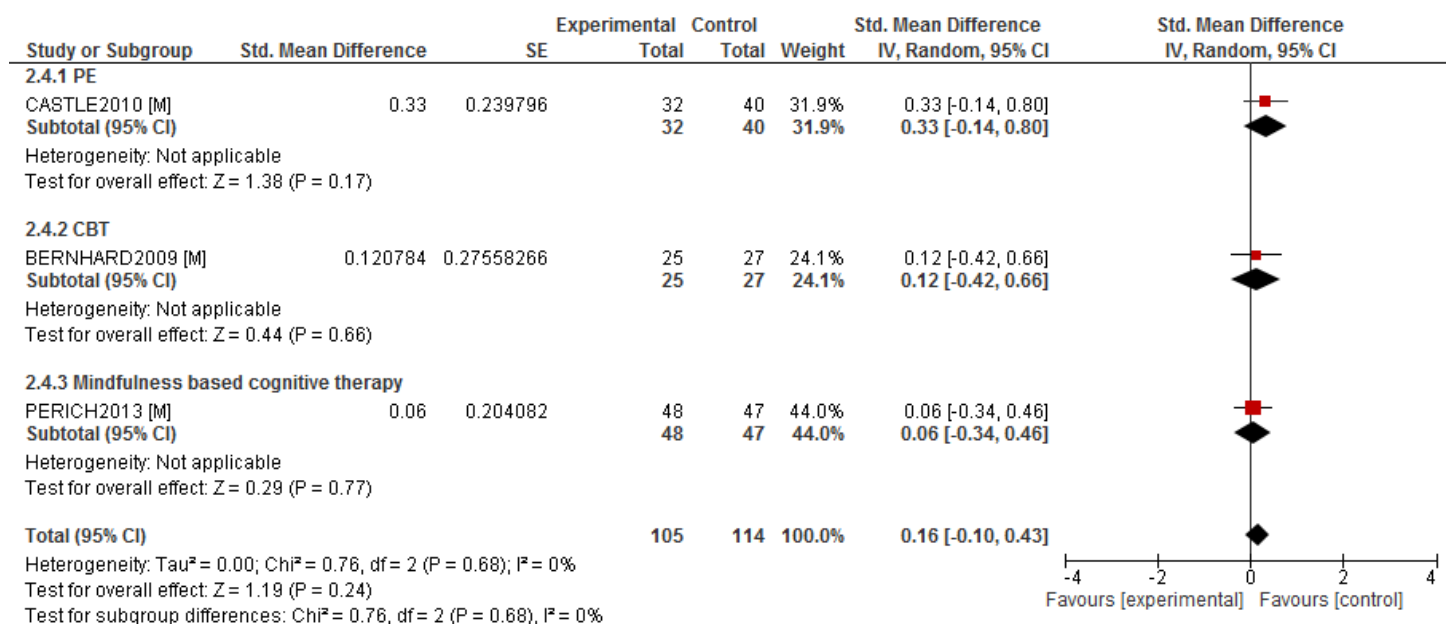 Experimental Control Std. Mean Difference Std. Mean Difference
Study or Subgroup Std. Mean Difference SE Total Total Weight IV, Random, 95% CI IV, Random, 95% CI
2.4.1 PE
CASTLE2010 [M] 0.33 0.239796 32 40 31.9% 0.33 [-0.14, 0.80]
Subtotal (95% CI) 32 40 31.9% 0.33 [-0.14, 0.80]
Heterogeneity: Not applicable
Test for overall effect: Z = 1.38 (P = 0.17)
2.4.2 CBT
BERNHARD2009 [M] 0.120784 0.27558266 25 27 24.1% 0.12 [-0.42, 0.66]
Subtotal (95% CI) 25 27 24.1% 0.12 [-0.42, 0.66]
Heterogeneity: Not applicable
Test for overall effect: Z = 0.44 (P = 0.66)
2.4.3 Mindfulness based cognitive therapy
PERICH2013 [M] 0.06 0.204082 48 47 44.0% 0.06 [-0.34, 0.46]
Subtotal (95% CI) 48 47 44.0% 0.06 [-0.34, 0.46]
Heterogeneity: Not applicable
Test for overall effect: Z = 0.29 (P = 0.77)
Total (95% CI) 105 114 100.0% 0.16 [-0.10, 0.43]
Heterogeneity: Tau² = 0.00; Chi² = 0.76, df = 2 (P = 0.68); I² = 0%
Test for overall effect: Z = 1.19 (P = 0.24)
Test for subgroup differences: Chi² = 0.76, df = 2 (P = 0.68), I² = 0%
-4 -2 0 2 4
Favours [experimental] Favours [control]